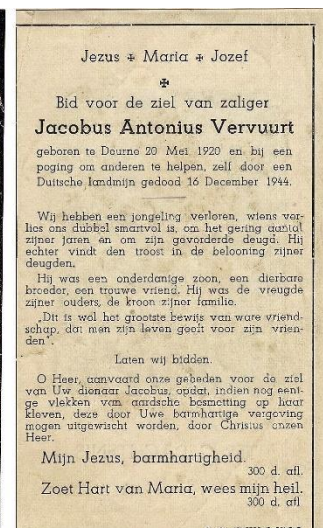 Jezus ✠ Maria ✠ Jozef
✠
Bid voor de ziel van zaliger
Jacobus Antonius Vervuurt
geboren te Deurne 20 Mei 1920 en bij een
poging om anderen te helpen, zelf door een
Duitsche landmijn gedood 16 December 1944.
Wij hebben een jongeling verloren, wiens ver-
lies ons dubbel smartvol is, om het gering aantal
zijner jaren en om zijn gevorderde deugd. Hij
echter vindt den troost in de belooning zijner
deugden.
Hij was een onderdanige zoon, een dierbare
broeder, een trouwe vriend. Hij was de vreugde
zijner ouders, de kroon zijner familie.
„Dit is wol het grootste bewijs van ware vriend-
schap, dat men zijn leven geeft voor zijn vrien-
den”.
Laten wij bidden.
O Heer, aanvaard onze gebeden voor de ziel
van Uw dienaar Jacobus, opdat, indien nog eeni-
ge vlekken van aardsche besmetting op haar
kleven, deze door Uwe barmhartige vergoving
mogen uitgewischt worden, door Christus onzen
Heer.
Mijn Jezus, barmhartigheid.
300 d. afl.
Zoet Hart van Maria, wees mijn heil.
300 d. afl.